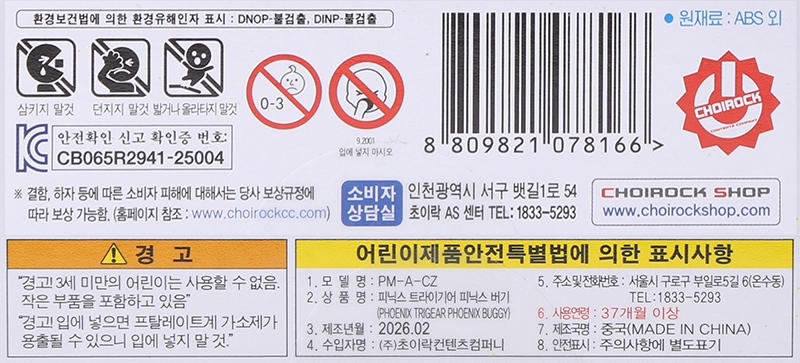 환경보건법에 의한 환경유해인자 표시 : DNOP-불검출, DINP-불검출
• 원재료 : ABS 외
삼키지 말것
던지지 말것
밟거나 올라타지 말것
0-3
9.2001
입에 넣지 마시오
8 809821 078166 >
CHOIROCK
CONTENTS COMPANY
안전확인 신고 확인증 번호:
CB065R2941-25004
※ 결함, 하자 등에 따른 소비자 피해에 대해서는 당사 보상규정에
따라 보상 가능함. (홈페이지 참조 : www.choirockcc.com)
소비자
상담실
인천광역시 서구 뱃길1로 54
초이락 AS 센터 TEL: 1833-5293
CHOIROCK SHOP
www.choirockshop.com
경 고
"경고! 3세 미만의 어린이는 사용할 수 없음.
작은 부품을 포함하고 있음"
"경고! 입에 넣으면 프탈레이트계 가소제가
용출될 수 있으니 입에 넣지 말 것."
어린이제품안전특별법에 의한 표시사항
1. 모 델 명 : PM-A-CZ
2. 상 품 명 : 피닉스 트라이기어 피닉스 버기
(PHOENIX TRIGEAR PHOENIX BUGGY)
3. 제조년월 : 2026.02
4. 수입자명 : (주)초이락컨텐츠컴퍼니
5. 주소 및 전화번호 : 서울시 구로구 부일로5길 6(온수동)
TEL: 1833-5293
6. 사용연령 : 37개월 이상
7. 제조국명 : 중국(MADE IN CHINA)
8. 안전표시 : 주의사항에 별도표기